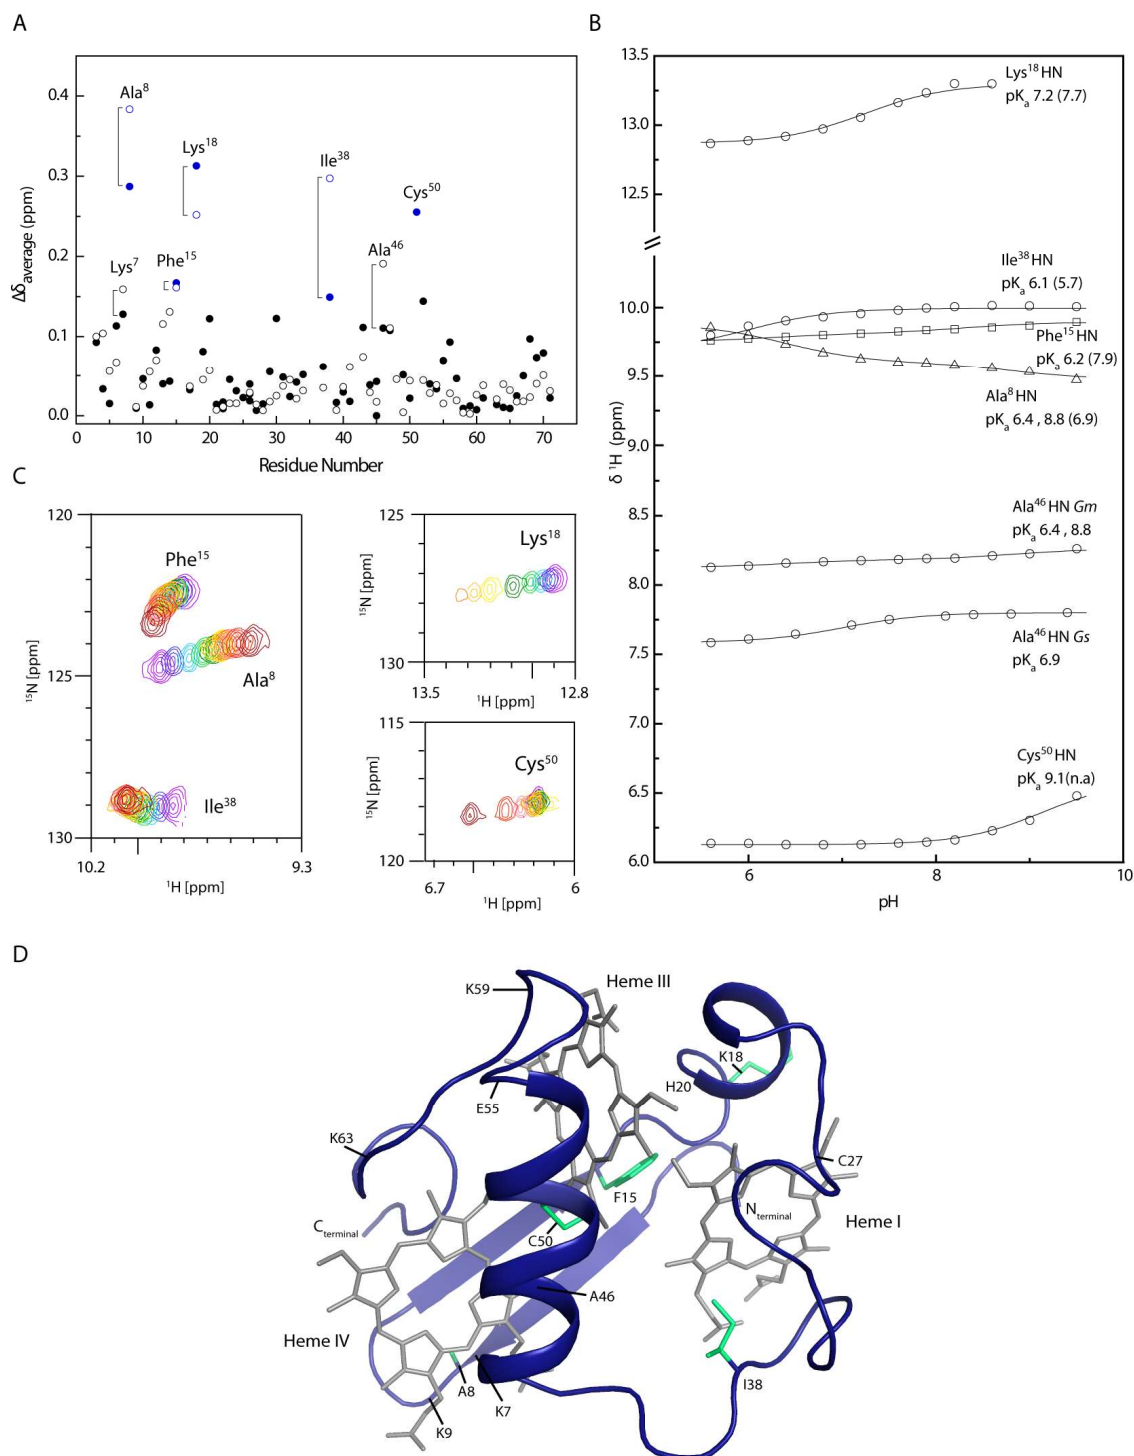 A
Δδaverage (ppm)
0.4
0.3
0.2
0.1
0.0
0 10 20 30 40 50 60 70
Residue Number
Ala8
Lys18
Ile38
Cys50
Lys7
Phe15
Ala46
B
δ 1H (ppm)
13.5
13.0
12.5
10.0
9.5
9.0
8.5
8.0
7.5
7.0
6.5
6.0
6 8 10
pH
Lys18 HN
pKa 7.2 (7.7)
Ile38 HN
pKa 6.1 (5.7)
Phe15 HN
pKa 6.2 (7.9)
Ala8 HN
pKa 6.4 , 8.8 (6.9)
Ala46 HN Gm
pKa 6.4 , 8.8
Ala46 HN Gs
pKa 6.9
Cys50 HN
pKa 9.1(n.a)
C
120
125
130
15N [ppm]
10.2 9.3
1H [ppm]
Phe15
Ala8
Ile38
125
130
15N [ppm]
13.5 12.8
1H [ppm]
Lys18
115
120
15N [ppm]
6.7 6
1H [ppm]
Cys50
D
K59
Heme III
K18
H20
E55
K63
C27
F15
Nterminal
Heme I
Cterminal
C50
A46
Heme IV
A8
K7
I38
K9